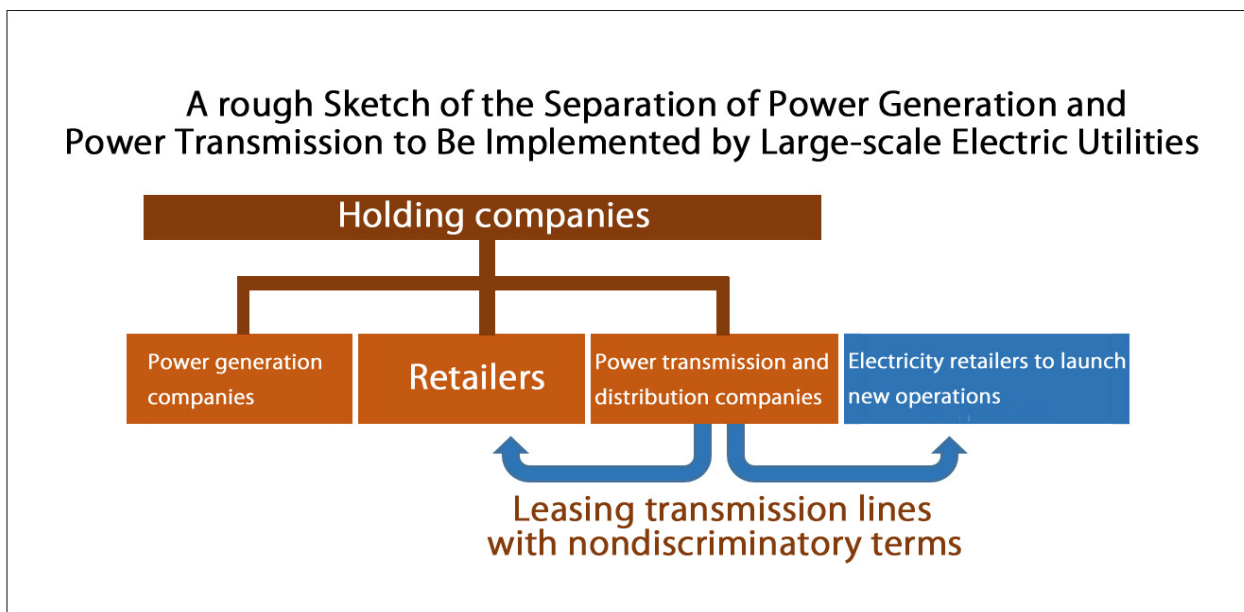 A rough Sketch of the Separation of Power Generation and
Power Transmission to Be Implemented by Large-scale Electric Utilities
Holding companies
Power generation
companies
Retailers
Power transmission and
distribution companies
Electricity retailers to launch
new operations
Leasing transmission lines
with nondiscriminatory terms